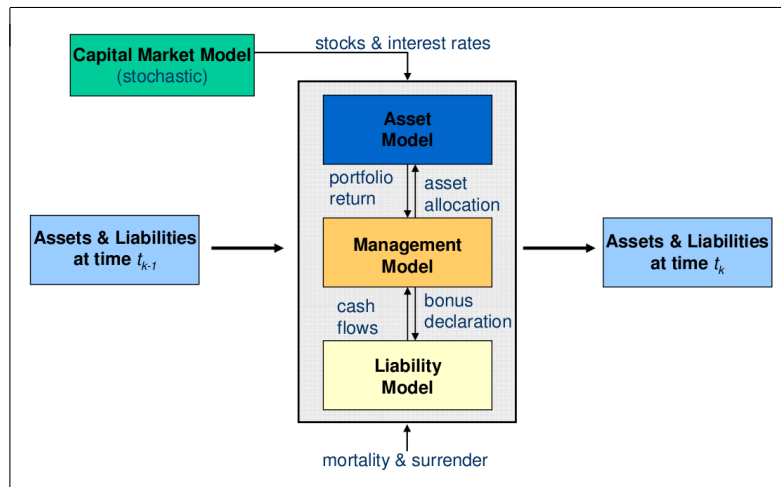 Capital Market Model
(stochastic)
stocks & interest rates
Asset
Model
portfolio
return
asset
allocation
Assets & Liabilities
at time tk-1
Management
Model
Assets & Liabilities
at time tk
cash
flows
bonus
declaration
Liability
Model
mortality & surrender